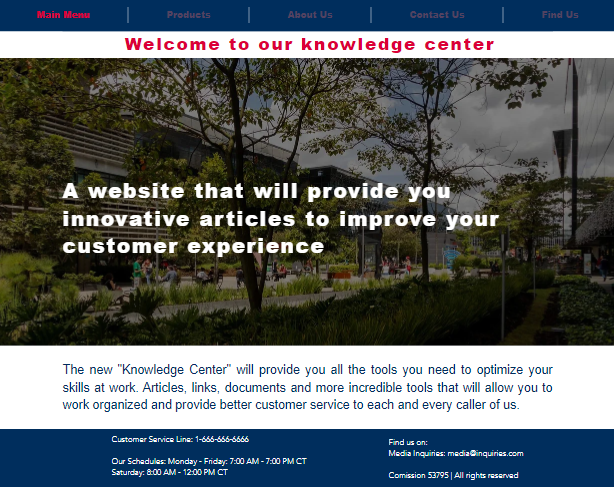 Main Menu
Products
About Us
Contact Us
Find Us
Welcome to our knowledge center
A website that will provide you
innovative articles to improve your
customer experience
The new "Knowledge Center" will provide you all the tools you need to optimize your
skills at work. Articles, links, documents and more incredible tools that will allow you to
work organized and provide better customer service to each and every caller of us.
Customer Service Line: 1-666-666-6666
Our Schedules: Monday - Friday: 7:00 AM - 7:00 PM CT
Saturday: 8:00 AM - 12:00 PM CT
Find us on:
Media Inquiries: media@inquiries.com
Comission 53795 | All rights reserved